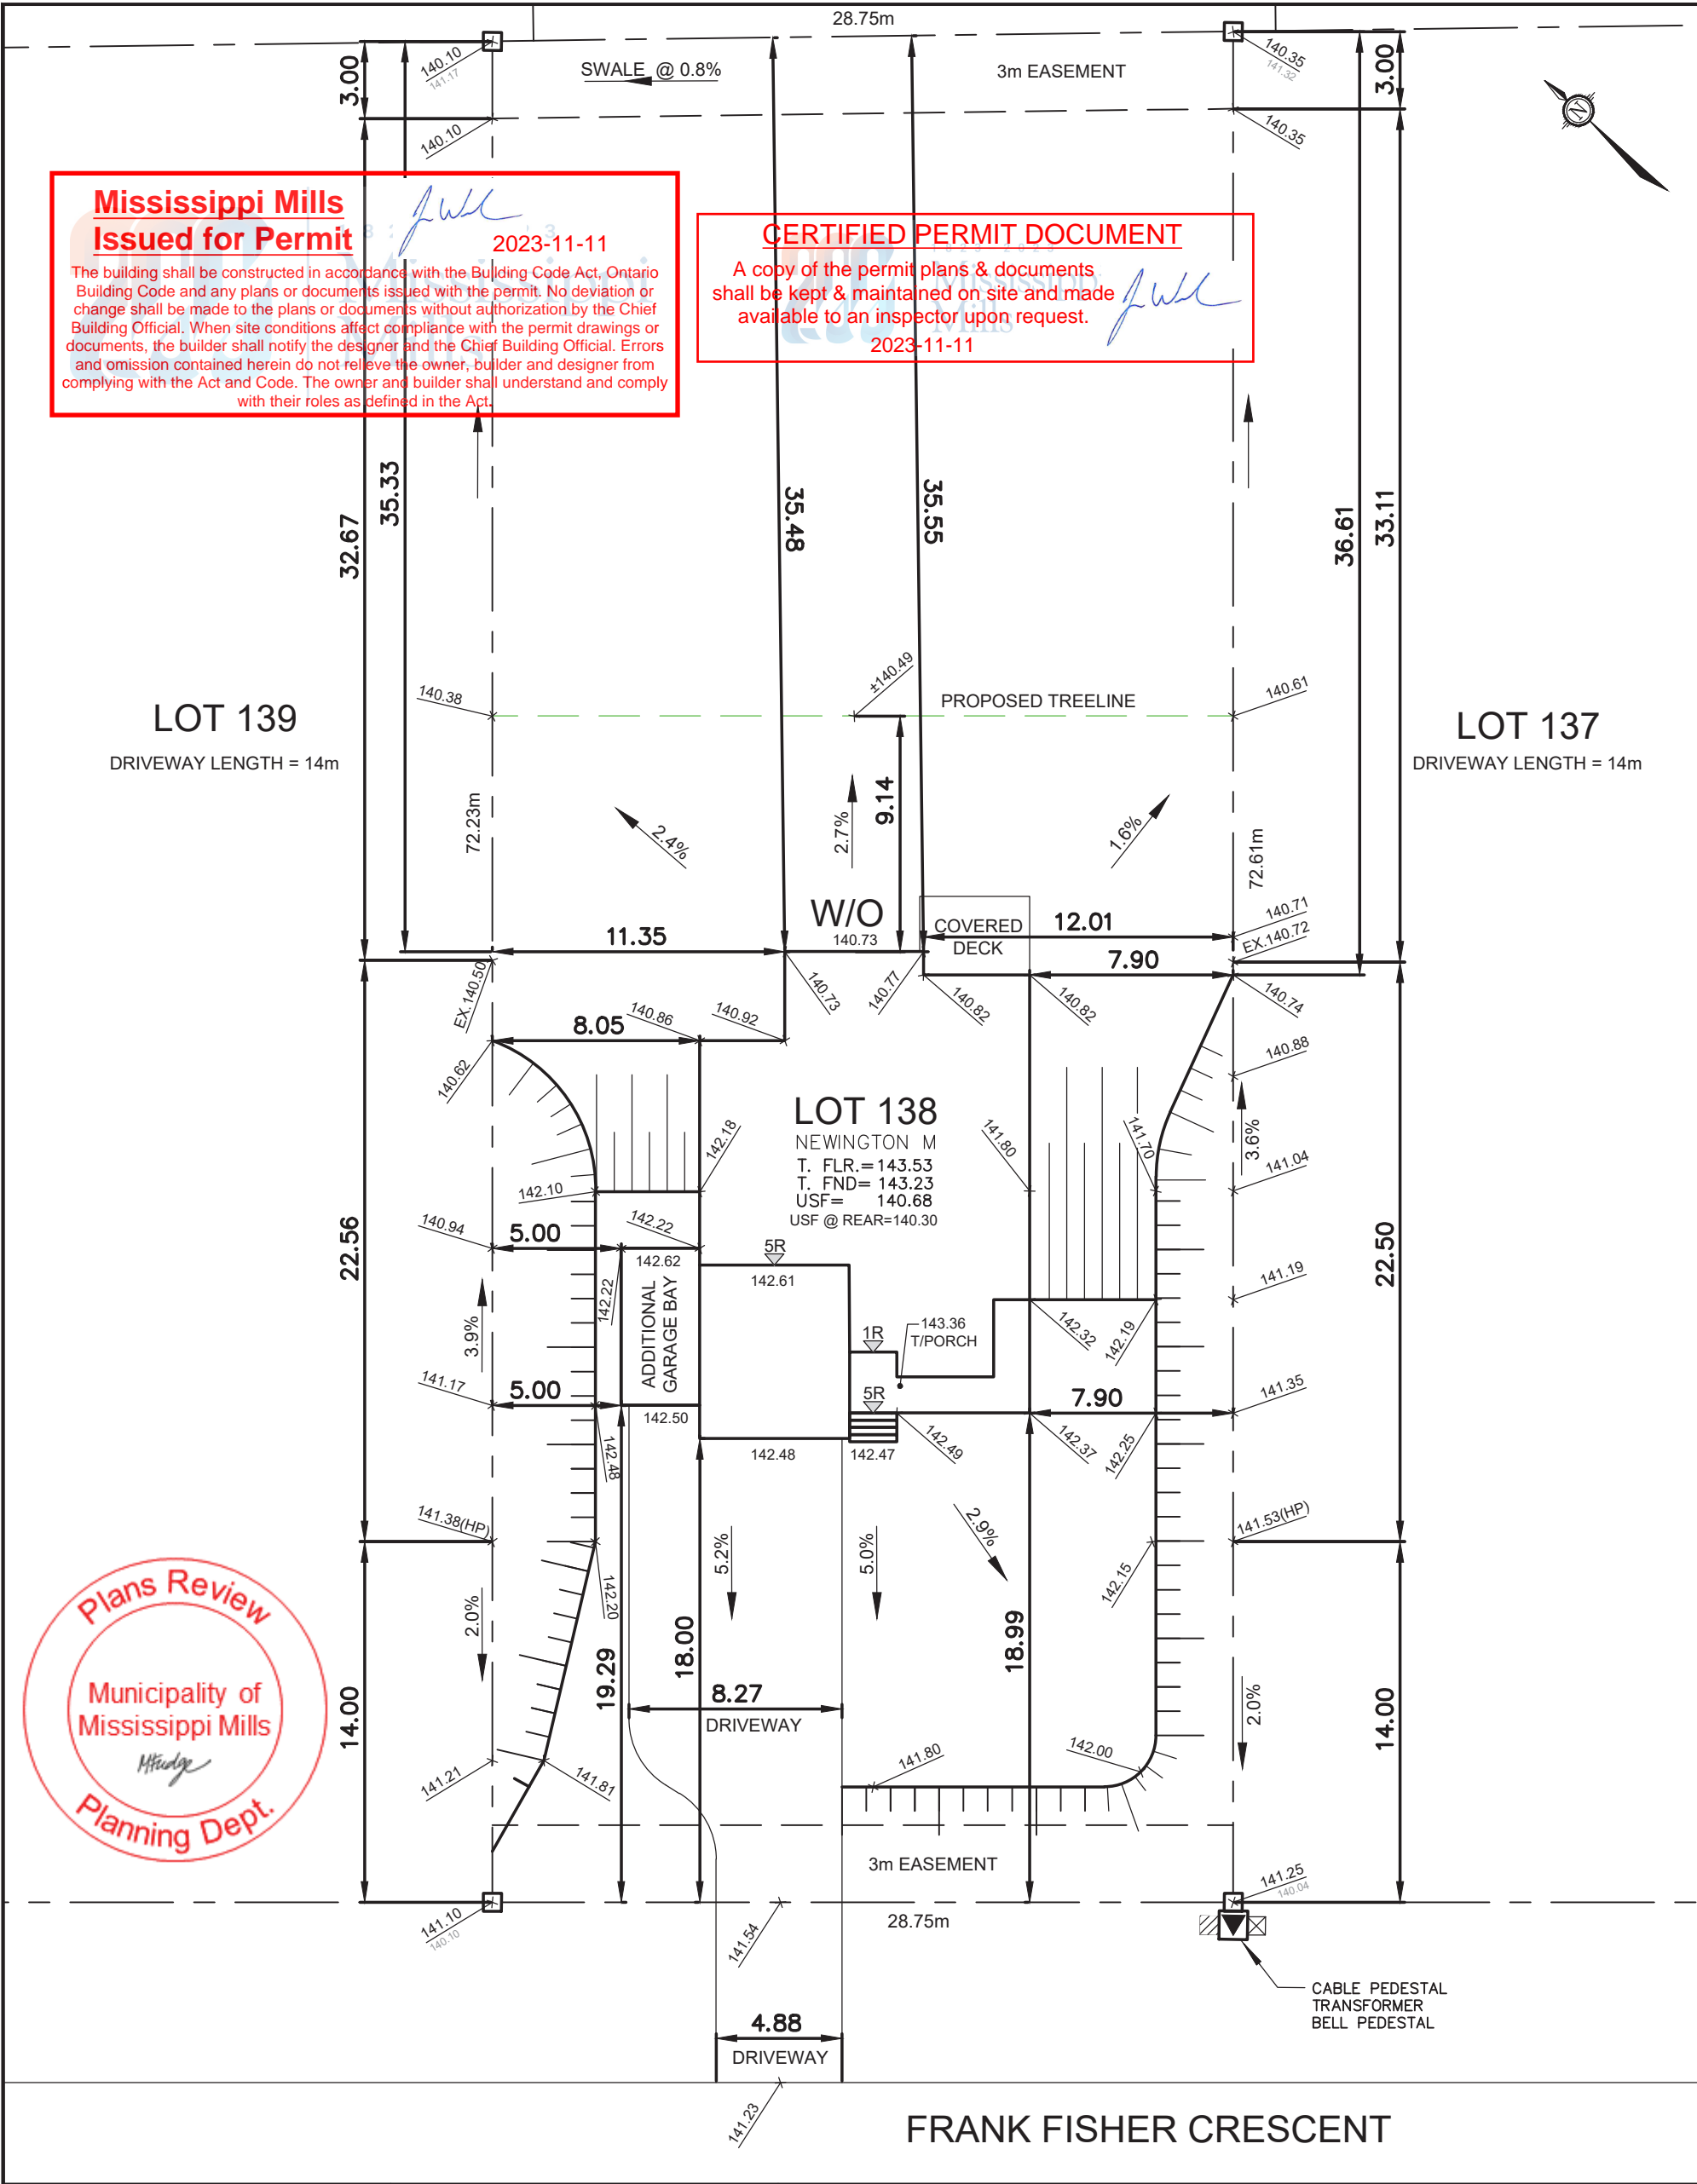 28.75m
3.00
140.10
141.17
SWALE @ 0.8%
3m EASEMENT
140.35
141.32
3.00
140.10
140.35
N
Mississippi Mills
Issued for Permit
2023-11-11
The building shall be constructed in accordance with the Building Code Act, Ontario
Building Code and any plans or documents issued with the permit. No deviation or
change shall be made to the plans or documents without authorization by the Chief
Building Official. When site conditions affect compliance with the permit drawings or
documents, the builder shall notify the designer and the Chief Building Official. Errors
and omission contained herein do not relieve the owner, builder and designer from
complying with the Act and Code. The owner and builder shall understand and comply
with their roles as defined in the Act.
Mississippi
Mills
CERTIFIED PERMIT DOCUMENT
A copy of the permit plans & documents
shall be kept & maintained on site and made
available to an inspector upon request.
2023-11-11
Mississippi
Mills
32.67
35.33
35.48
35.55
36.61
33.11
140.38
±140.49
PROPOSED TREELINE
140.61
LOT 139
DRIVEWAY LENGTH = 14m
LOT 137
DRIVEWAY LENGTH = 14m
72.23m
2.4%
2.7%
9.14
1.6%
72.61m
W/O
140.73
COVERED
DECK
11.35
12.01
140.71
EX.140.72
7.90
EX.140.50
140.73
140.77
140.82
140.82
140.74
8.05
140.86
140.92
140.62
140.88
LOT 138
NEWINGTON M
T. FLR.= 143.53
T. FND= 143.23
USF= 140.68
USF @ REAR=140.30
142.18
141.80
141.70
3.6%
141.04
142.10
140.94
5.00
142.22
142.62
5R
142.61
22.56
22.50
141.19
142.22
ADDITIONAL
GARAGE BAY
3.9%
1R
143.36
T/PORCH
142.32
142.19
141.17
5.00
142.50
5R
7.90
141.35
142.48
142.48
142.47
142.49
142.37
142.25
141.38(HP)
141.53(HP)
5.2%
5.0%
2.9%
142.20
142.15
2.0%
19.29
18.00
18.99
2.0%
14.00
14.00
8.27
DRIVEWAY
Plans Review
Municipality of
Mississippi Mills
Planning Dept.
141.21
141.81
141.80
142.00
3m EASEMENT
141.25
140.04
141.10
140.10
141.54
28.75m
CABLE PEDESTAL
TRANSFORMER
BELL PEDESTAL
4.88
DRIVEWAY
141.23
FRANK FISHER CRESCENT